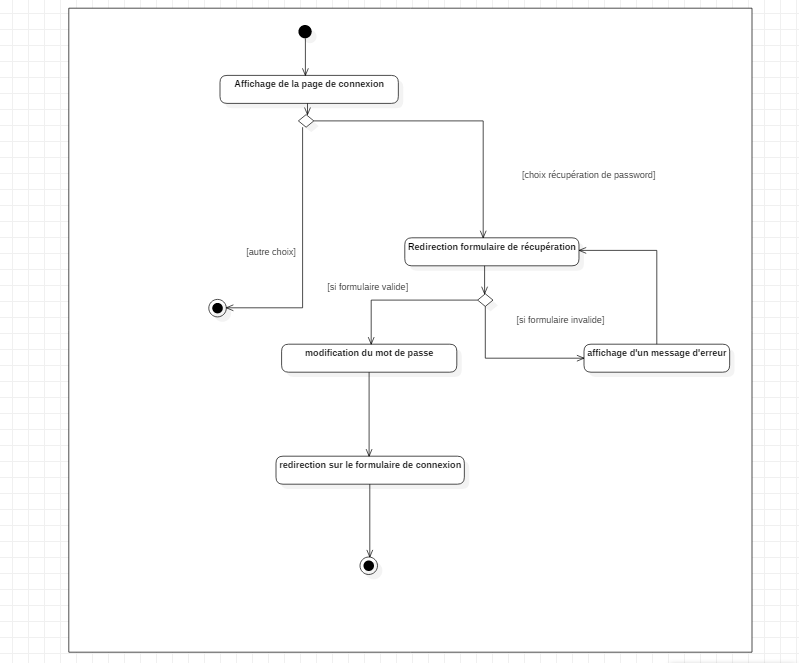 Affichage de la page de connexion
[choix récupération de password]
[autre choix]
Redirection formulaire de récupération
[si formulaire valide]
[si formulaire invalide]
modification du mot de passe
affichage d'un message d'erreur
redirection sur le formulaire de connexion